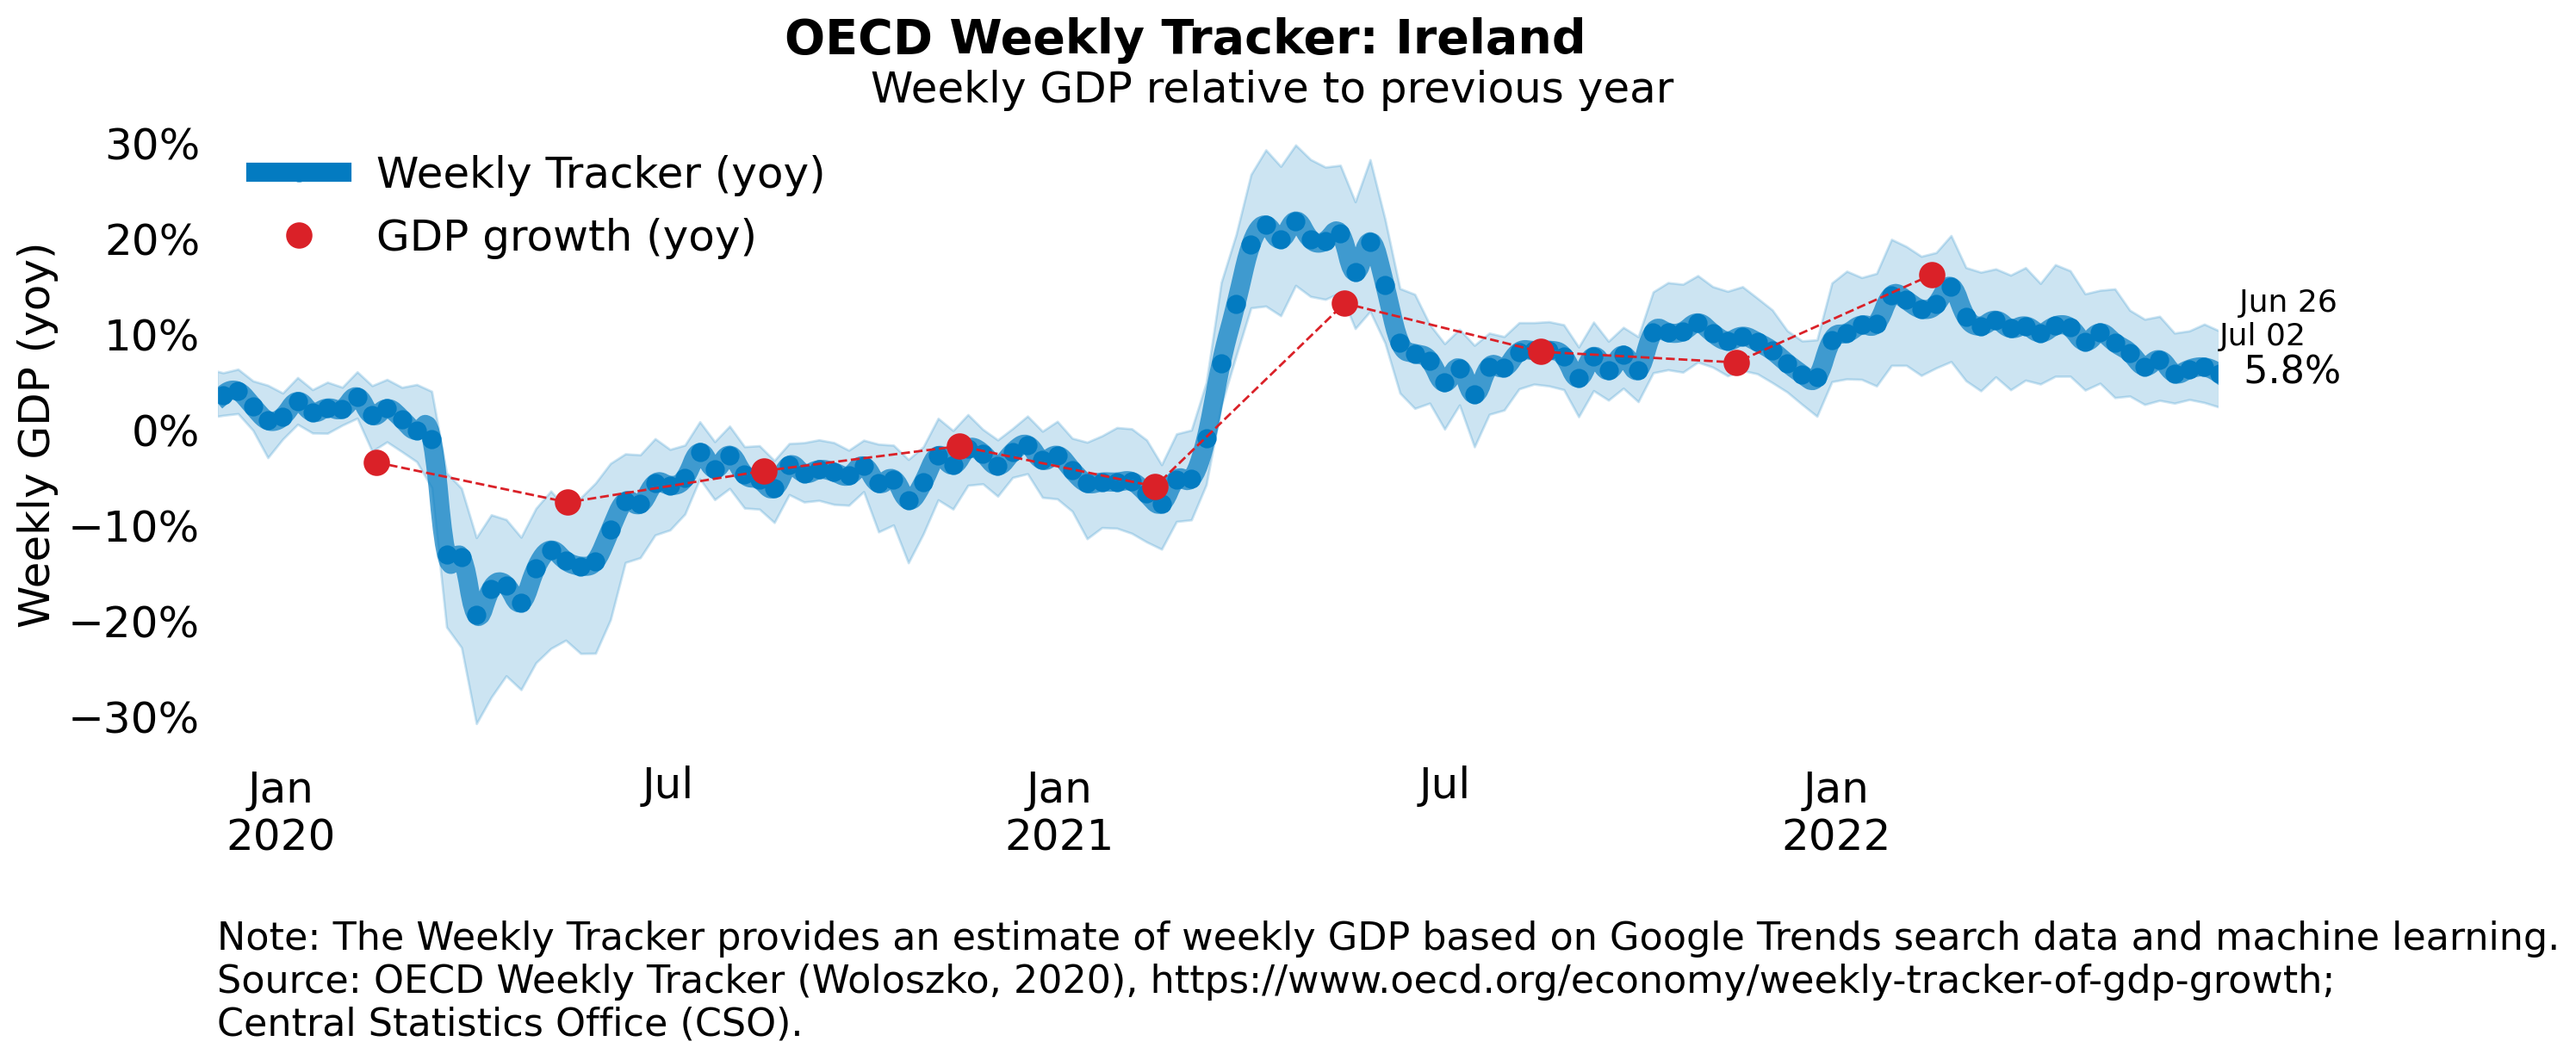 OECD Weekly Tracker: Ireland
Weekly GDP relative to previous year
Weekly GDP (yoy)
30%
20%
10%
0%
−10%
−20%
−30%
Weekly Tracker (yoy)
GDP growth (yoy)
Jun 26
Jul 02
5.8%
Jan
2020
Jul
Jan
2021
Jul
Jan
2022
Note: The Weekly Tracker provides an estimate of weekly GDP based on Google Trends search data and machine learning.
Source: OECD Weekly Tracker (Woloszko, 2020), https://www.oecd.org/economy/weekly-tracker-of-gdp-growth;
Central Statistics Office (CSO).